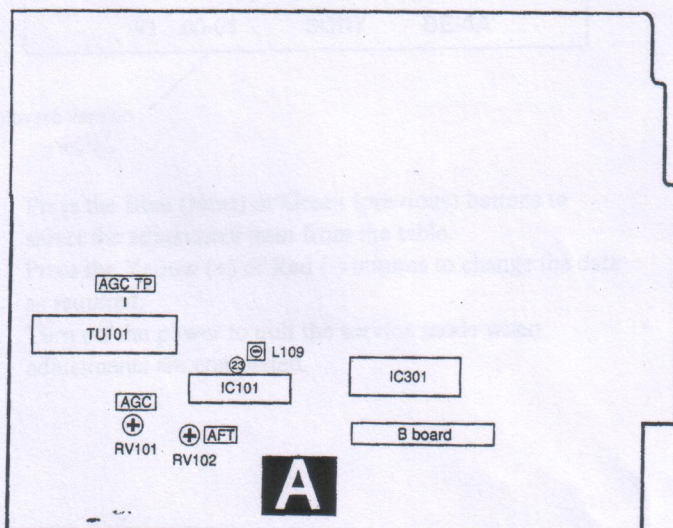 AGC TP
TU101
L109
23
IC101
IC301
AGC
RV101
AFT
RV102
B board
A
Press the Blue (Next) or Green (previous) buttons to
select the adjustment item from the table.
Press the Yellow (+) or Red (-) buttons to change the data
as required.
Turn off the power to quit the service mode when
adjustments are completed.